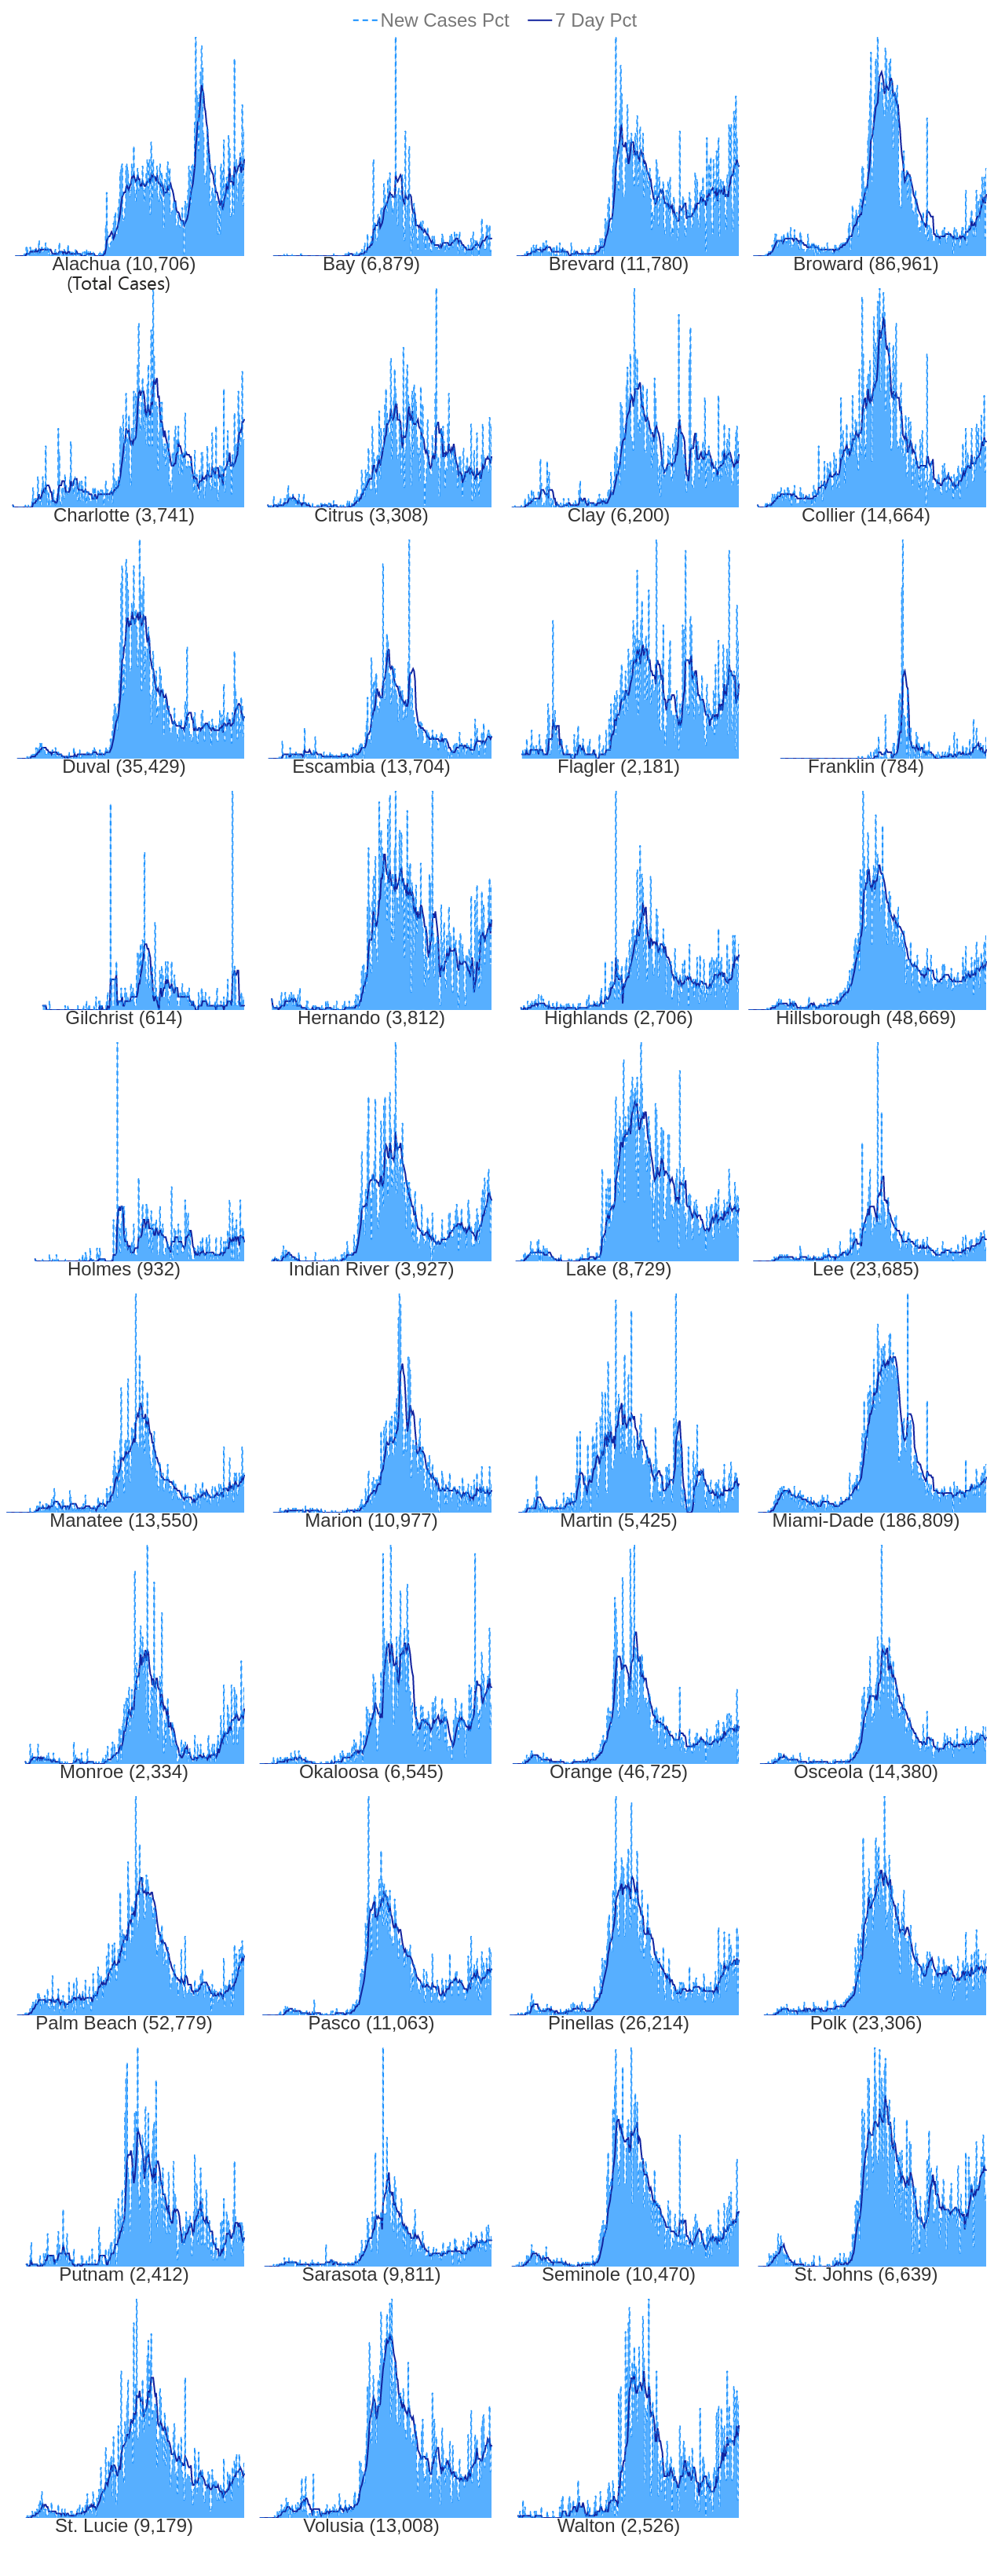 New Cases Pct 7 Day Pct
Alachua (10,706) Bay (6,879) Brevard (11,780) Broward (86,961)
(Total Cases)
Charlotte (3,741) Citrus (3,308) Clay (6,200) Collier (14,664)
Duval (35,429) Escambia (13,704) Flagler (2,181) Franklin (784)
Gilchrist (614) Hernando (3,812) Highlands (2,706) Hillsborough (48,669)
Holmes (932) Indian River (3,927) Lake (8,729) Lee (23,685)
Manatee (13,550) Marion (10,977) Martin (5,425) Miami-Dade (186,809)
Monroe (2,334) Okaloosa (6,545) Orange (46,725) Osceola (14,380)
Palm Beach (52,779) Pasco (11,063) Pinellas (26,214) Polk (23,306)
Putnam (2,412) Sarasota (9,811) Seminole (10,470) St. Johns (6,639)
St. Lucie (9,179) Volusia (13,008) Walton (2,526)